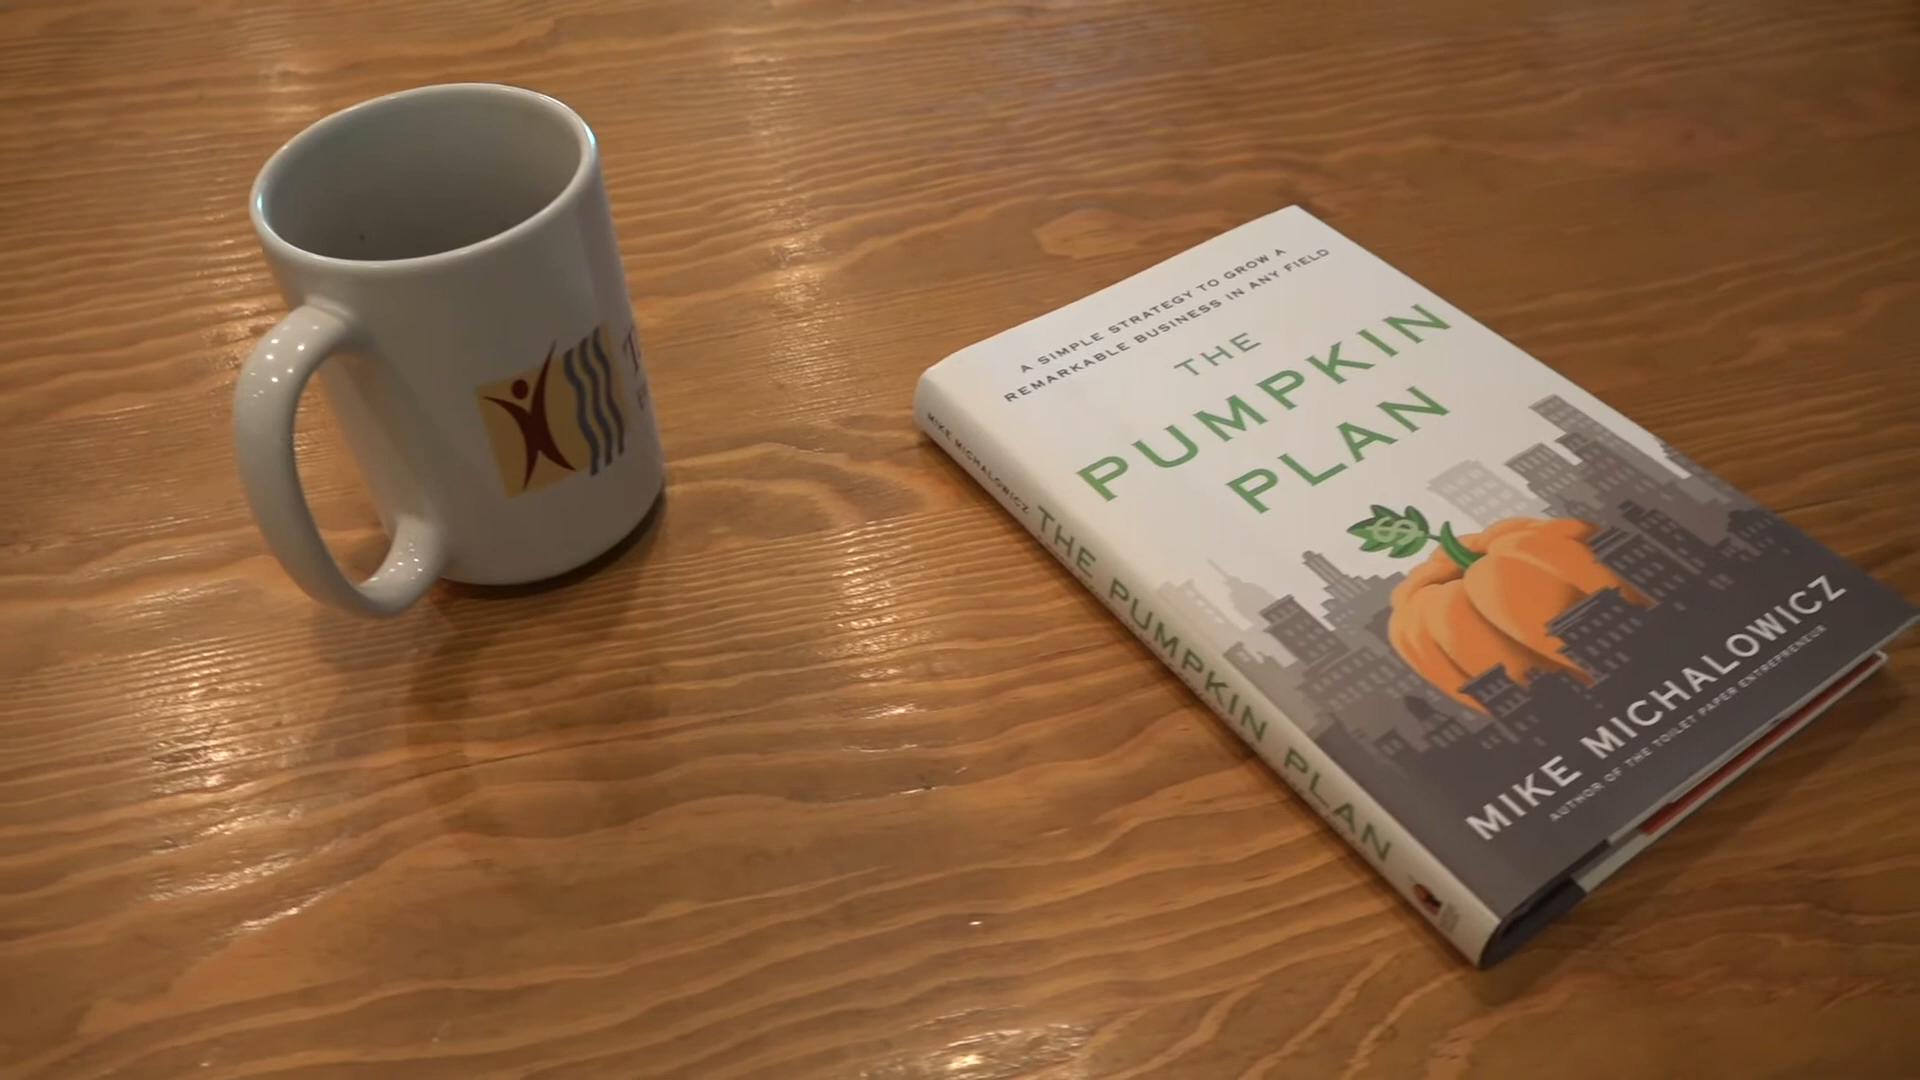 A SIMPLE STRATEGY TO GROW A
REMARKABLE BUSINESS IN ANY FIELD
THE
PUMPKIN
PLAN
$
MIKE MICHALOWICZ
AUTHOR OF THE TOILET PAPER ENTREPRENEUR
MIKE MICHALOWICZ THE PUMPKIN PLAN